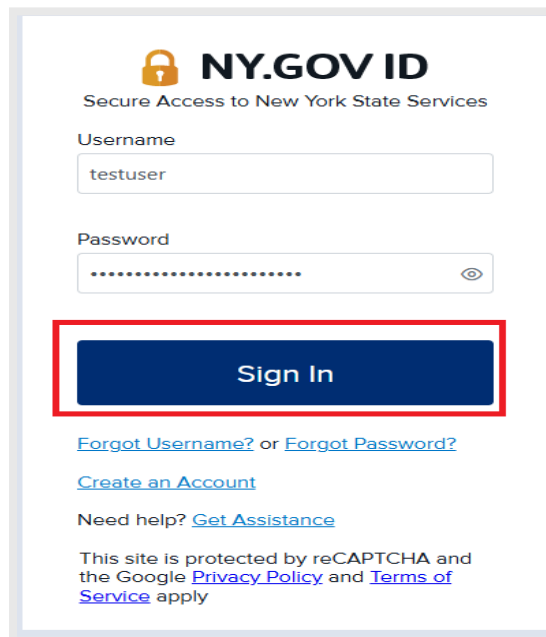 NY.GOV ID
Secure Access to New York State Services
Username
testuser
Password
••••••••••••••••••••••••
Sign In
Forgot Username? or Forgot Password?
Create an Account
Need help? Get Assistance
This site is protected by reCAPTCHA and
the Google Privacy Policy and Terms of
Service apply